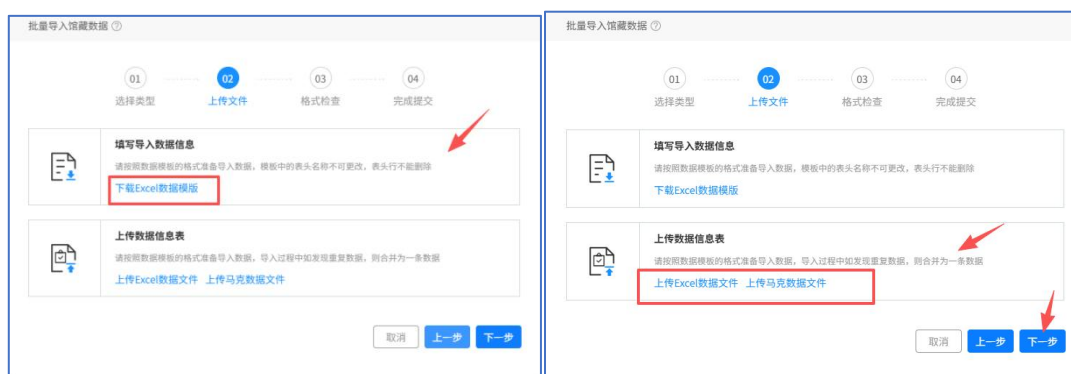 批量导入馆藏数据 ?
01 02 03 04
选择类型 上传文件 格式检查 完成提交
填写导入数据信息
请按照数据模板的格式准备导入数据，模板中的表头名称不可更改，表头行不能删除
下载Excel数据模版
上传数据信息表
请按照数据模板的格式准备导入数据，导入过程中如发现重复数据，则合并为一条数据
上传Excel数据文件 上传马克数据文件
取消 上一步 下一步
批量导入馆藏数据 ?
01 02 03 04
选择类型 上传文件 格式检查 完成提交
填写导入数据信息
请按照数据模板的格式准备导入数据，模板中的表头名称不可更改，表头行不能删除
下载Excel数据模版
上传数据信息表
请按照数据模板的格式准备导入数据，导入过程中如发现重复数据，则合并为一条数据
上传Excel数据文件 上传马克数据文件
取消 上一步 下一步